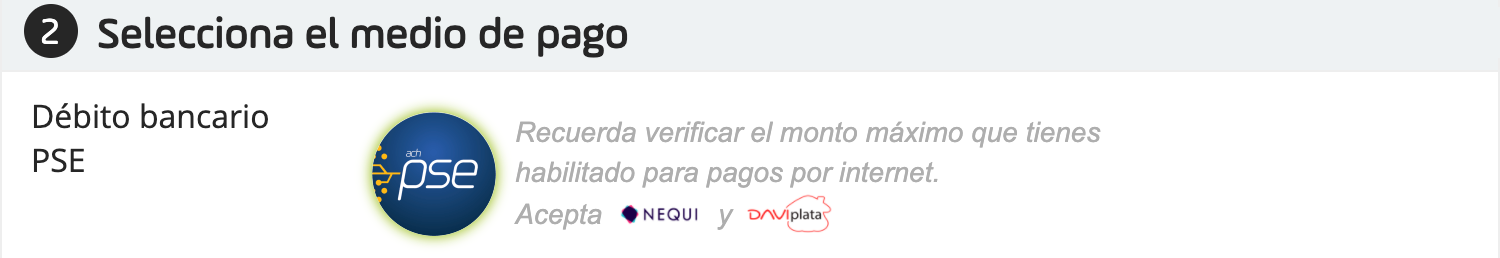 2 Selecciona el medio de pago
Débito bancario
PSE
ach
pse
Recuerda verificar el monto máximo que tienes
habilitado para pagos por internet.
Acepta NEQUI y DAVIplata